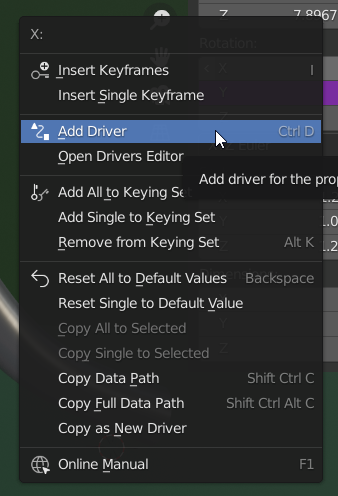 Z 7.8967
X:
Rotation:
Insert Keyframes I
X
Insert Single Keyframe
Y
Add Driver Ctrl D
Open Drivers Editor
Add driver for the prop
Add All to Keying Set
Add Single to Keying Set
Remove from Keying Set Alt K
Reset All to Default Values Backspace
Reset Single to Default Value
Copy All to Selected
Copy Single to Selected
Copy Data Path Shift Ctrl C
Copy Full Data Path Shift Ctrl Alt C
Copy as New Driver
Online Manual F1